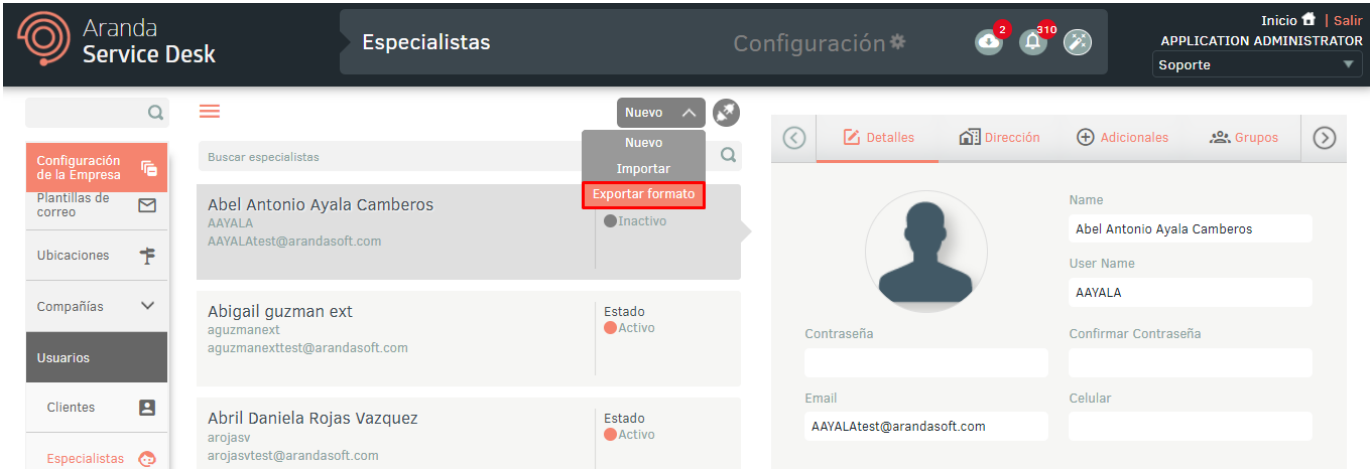 Aranda
Service Desk
Especialistas
Configuración
2
310
Inicio | Salir
APPLICATION ADMINISTRATOR
Soporte
Configuración
de la Empresa
Plantillas de
correo
Ubicaciones
Compañías
Usuarios
Clientes
Especialistas
Nuevo
Nuevo
Importar
Exportar formato
Buscar especialistas
Abel Antonio Ayala Camberos
AAYALA
AAYALAtest@arandasoft.com
Inactivo
Abigail guzman ext
aguzmanext
aguzmanexttest@arandasoft.com
Estado
Activo
Abril Daniela Rojas Vazquez
arojasv
arojasvtest@arandasoft.com
Estado
Activo
Detalles
Dirección
Adicionales
Grupos
Name
Abel Antonio Ayala Camberos
User Name
AAYALA
Contraseña
Confirmar Contraseña
Email
AAYALAtest@arandasoft.com
Celular